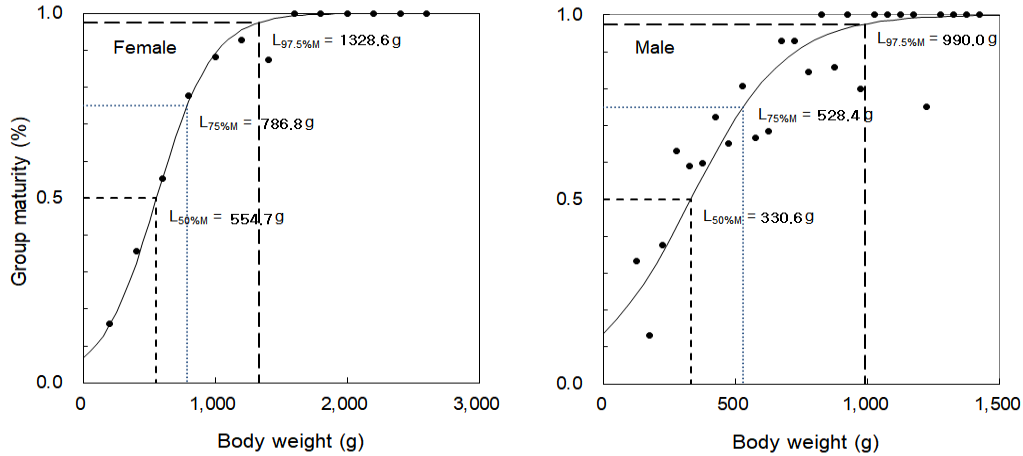 Group maturity (%)
1.0
0.5
0.0
Female
L97.5%M = 1328.6 g
L75%M = 786.8 g
L50%M = 554.7 g
0
1,000
2,000
3,000
Body weight (g)
1.0
0.5
0.0
Male
L97.5%M = 990.0 g
L75%M = 528.4 g
L50%M = 330.6 g
0
500
1,000
1,500
Body weight (g)